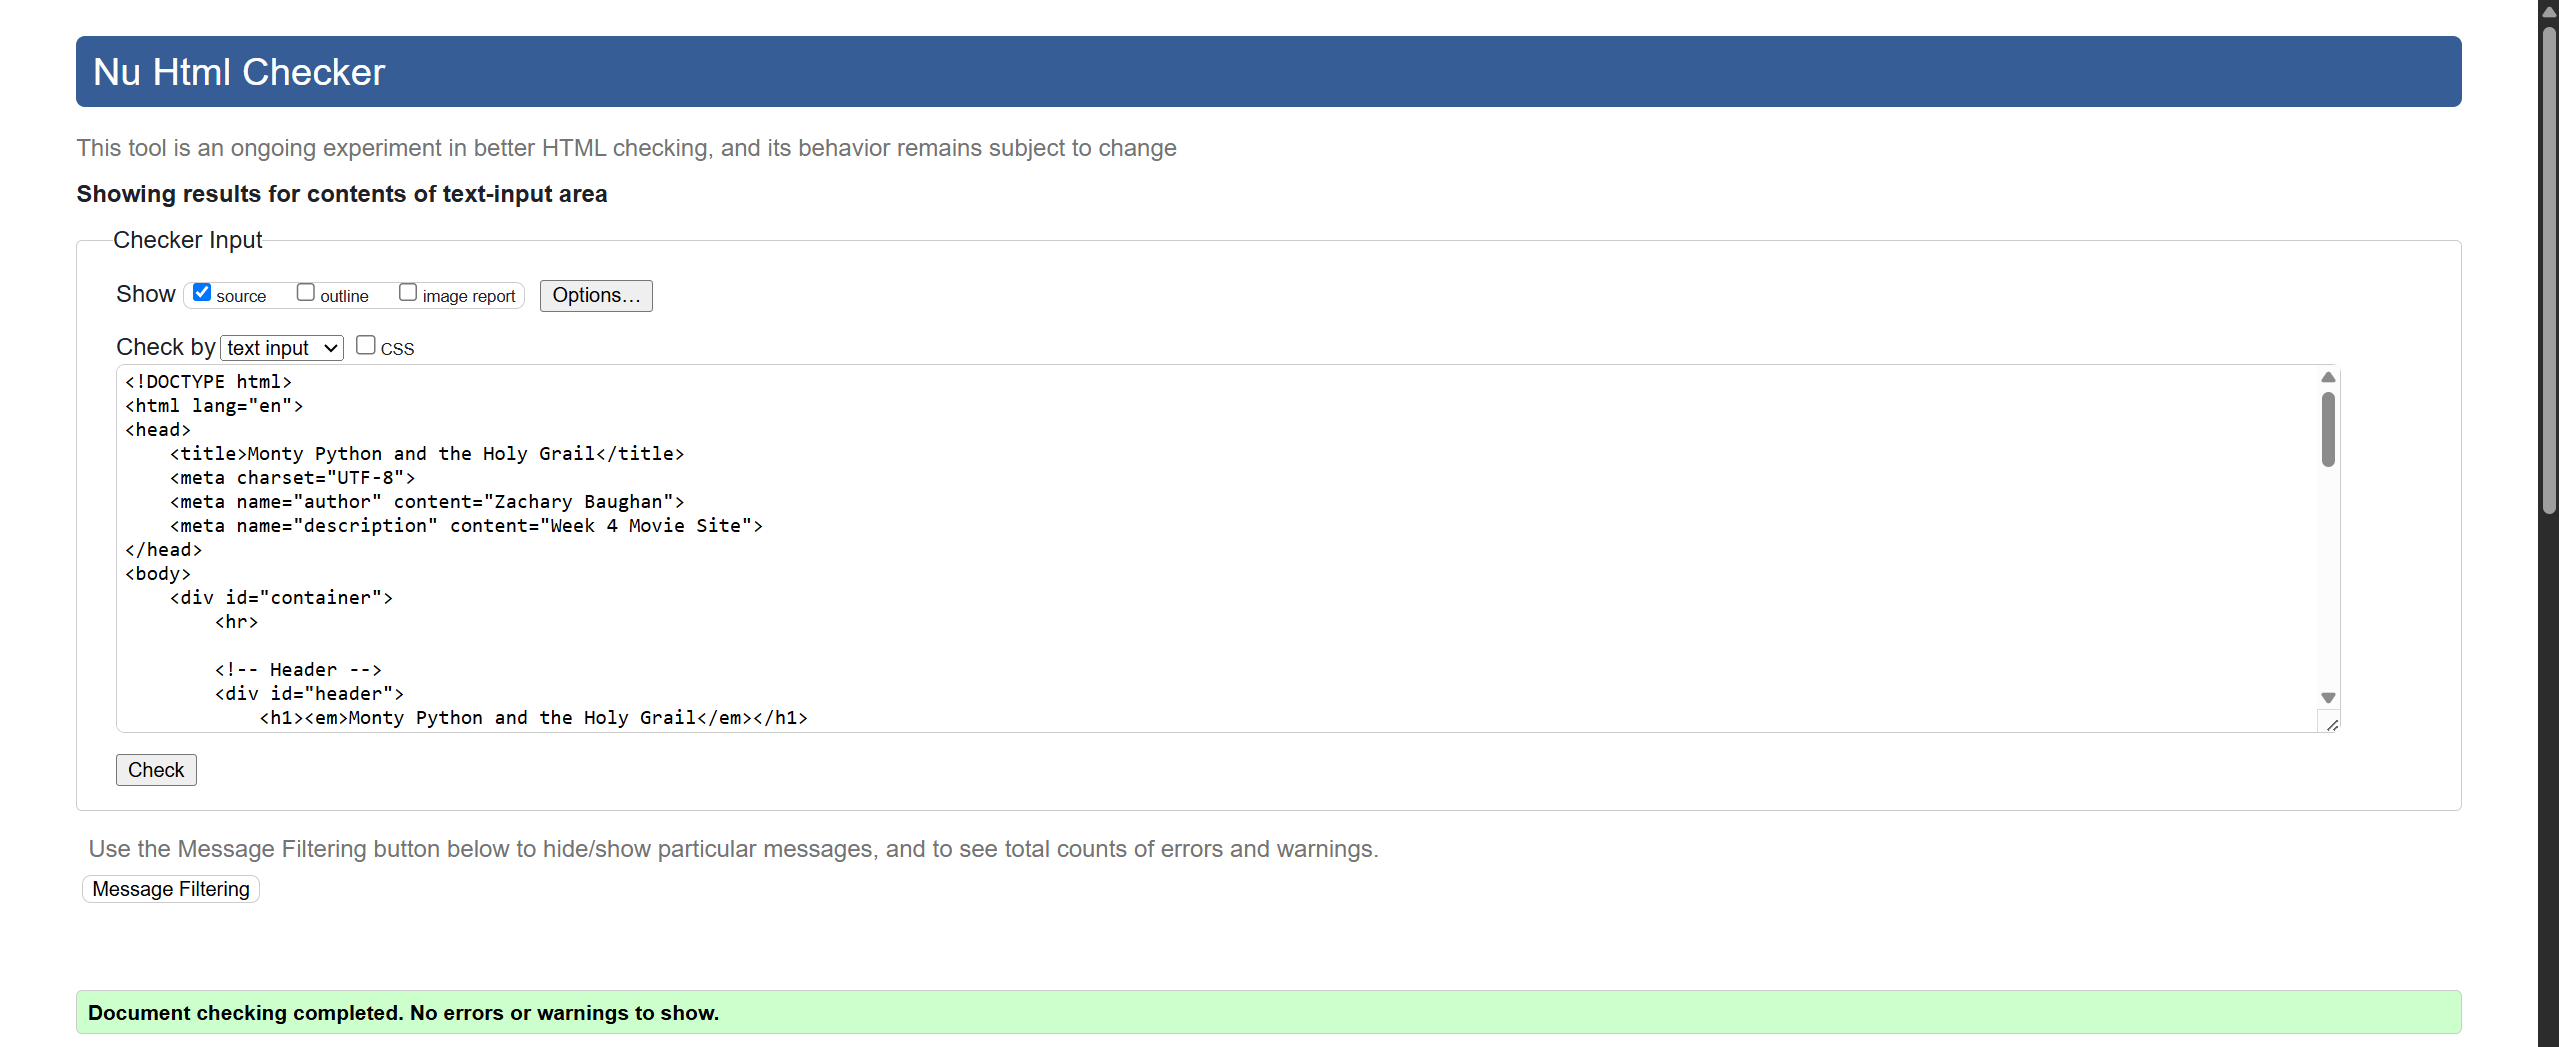 Nu Html Checker
This tool is an ongoing experiment in better HTML checking, and its behavior remains subject to change
Showing results for contents of text-input area
Checker Input
Show source outline image report Options...
Check by text input CSS
<!DOCTYPE html>
<html lang="en">
<head>
    <title>Monty Python and the Holy Grail</title>
    <meta charset="UTF-8">
    <meta name="author" content="Zachary Baughan">
    <meta name="description" content="Week 4 Movie Site">
</head>
<body>
    <div id="container">
        <hr>
        <!-- Header -->
        <div id="header">
            <h1><em>Monty Python and the Holy Grail</em></h1>
Check
Use the Message Filtering button below to hide/show particular messages, and to see total counts of errors and warnings.
Message Filtering
Document checking completed. No errors or warnings to show.